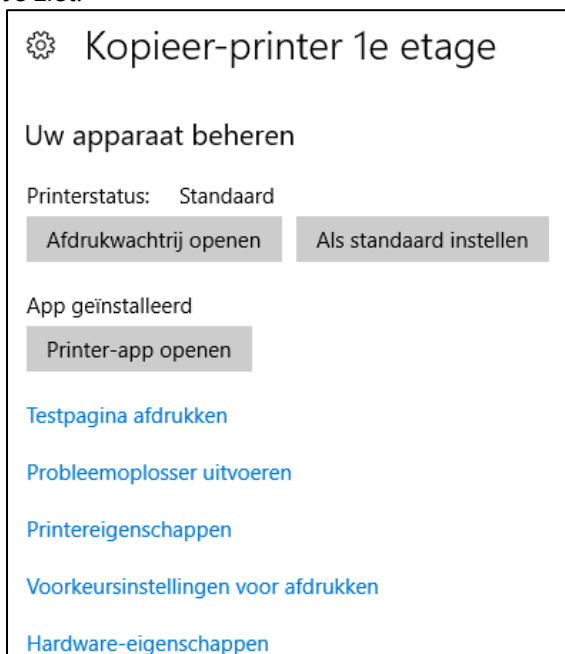 Kopieer-printer 1e etage
Uw apparaat beheren
Printerstatus: Standaard
Afdrukwachtrij openen Als standaard instellen
App geïnstalleerd
Printer-app openen
Testpagina afdrukken
Probleemoplosser uitvoeren
Printereigenschappen
Voorkeursinstellingen voor afdrukken
Hardware-eigenschappen